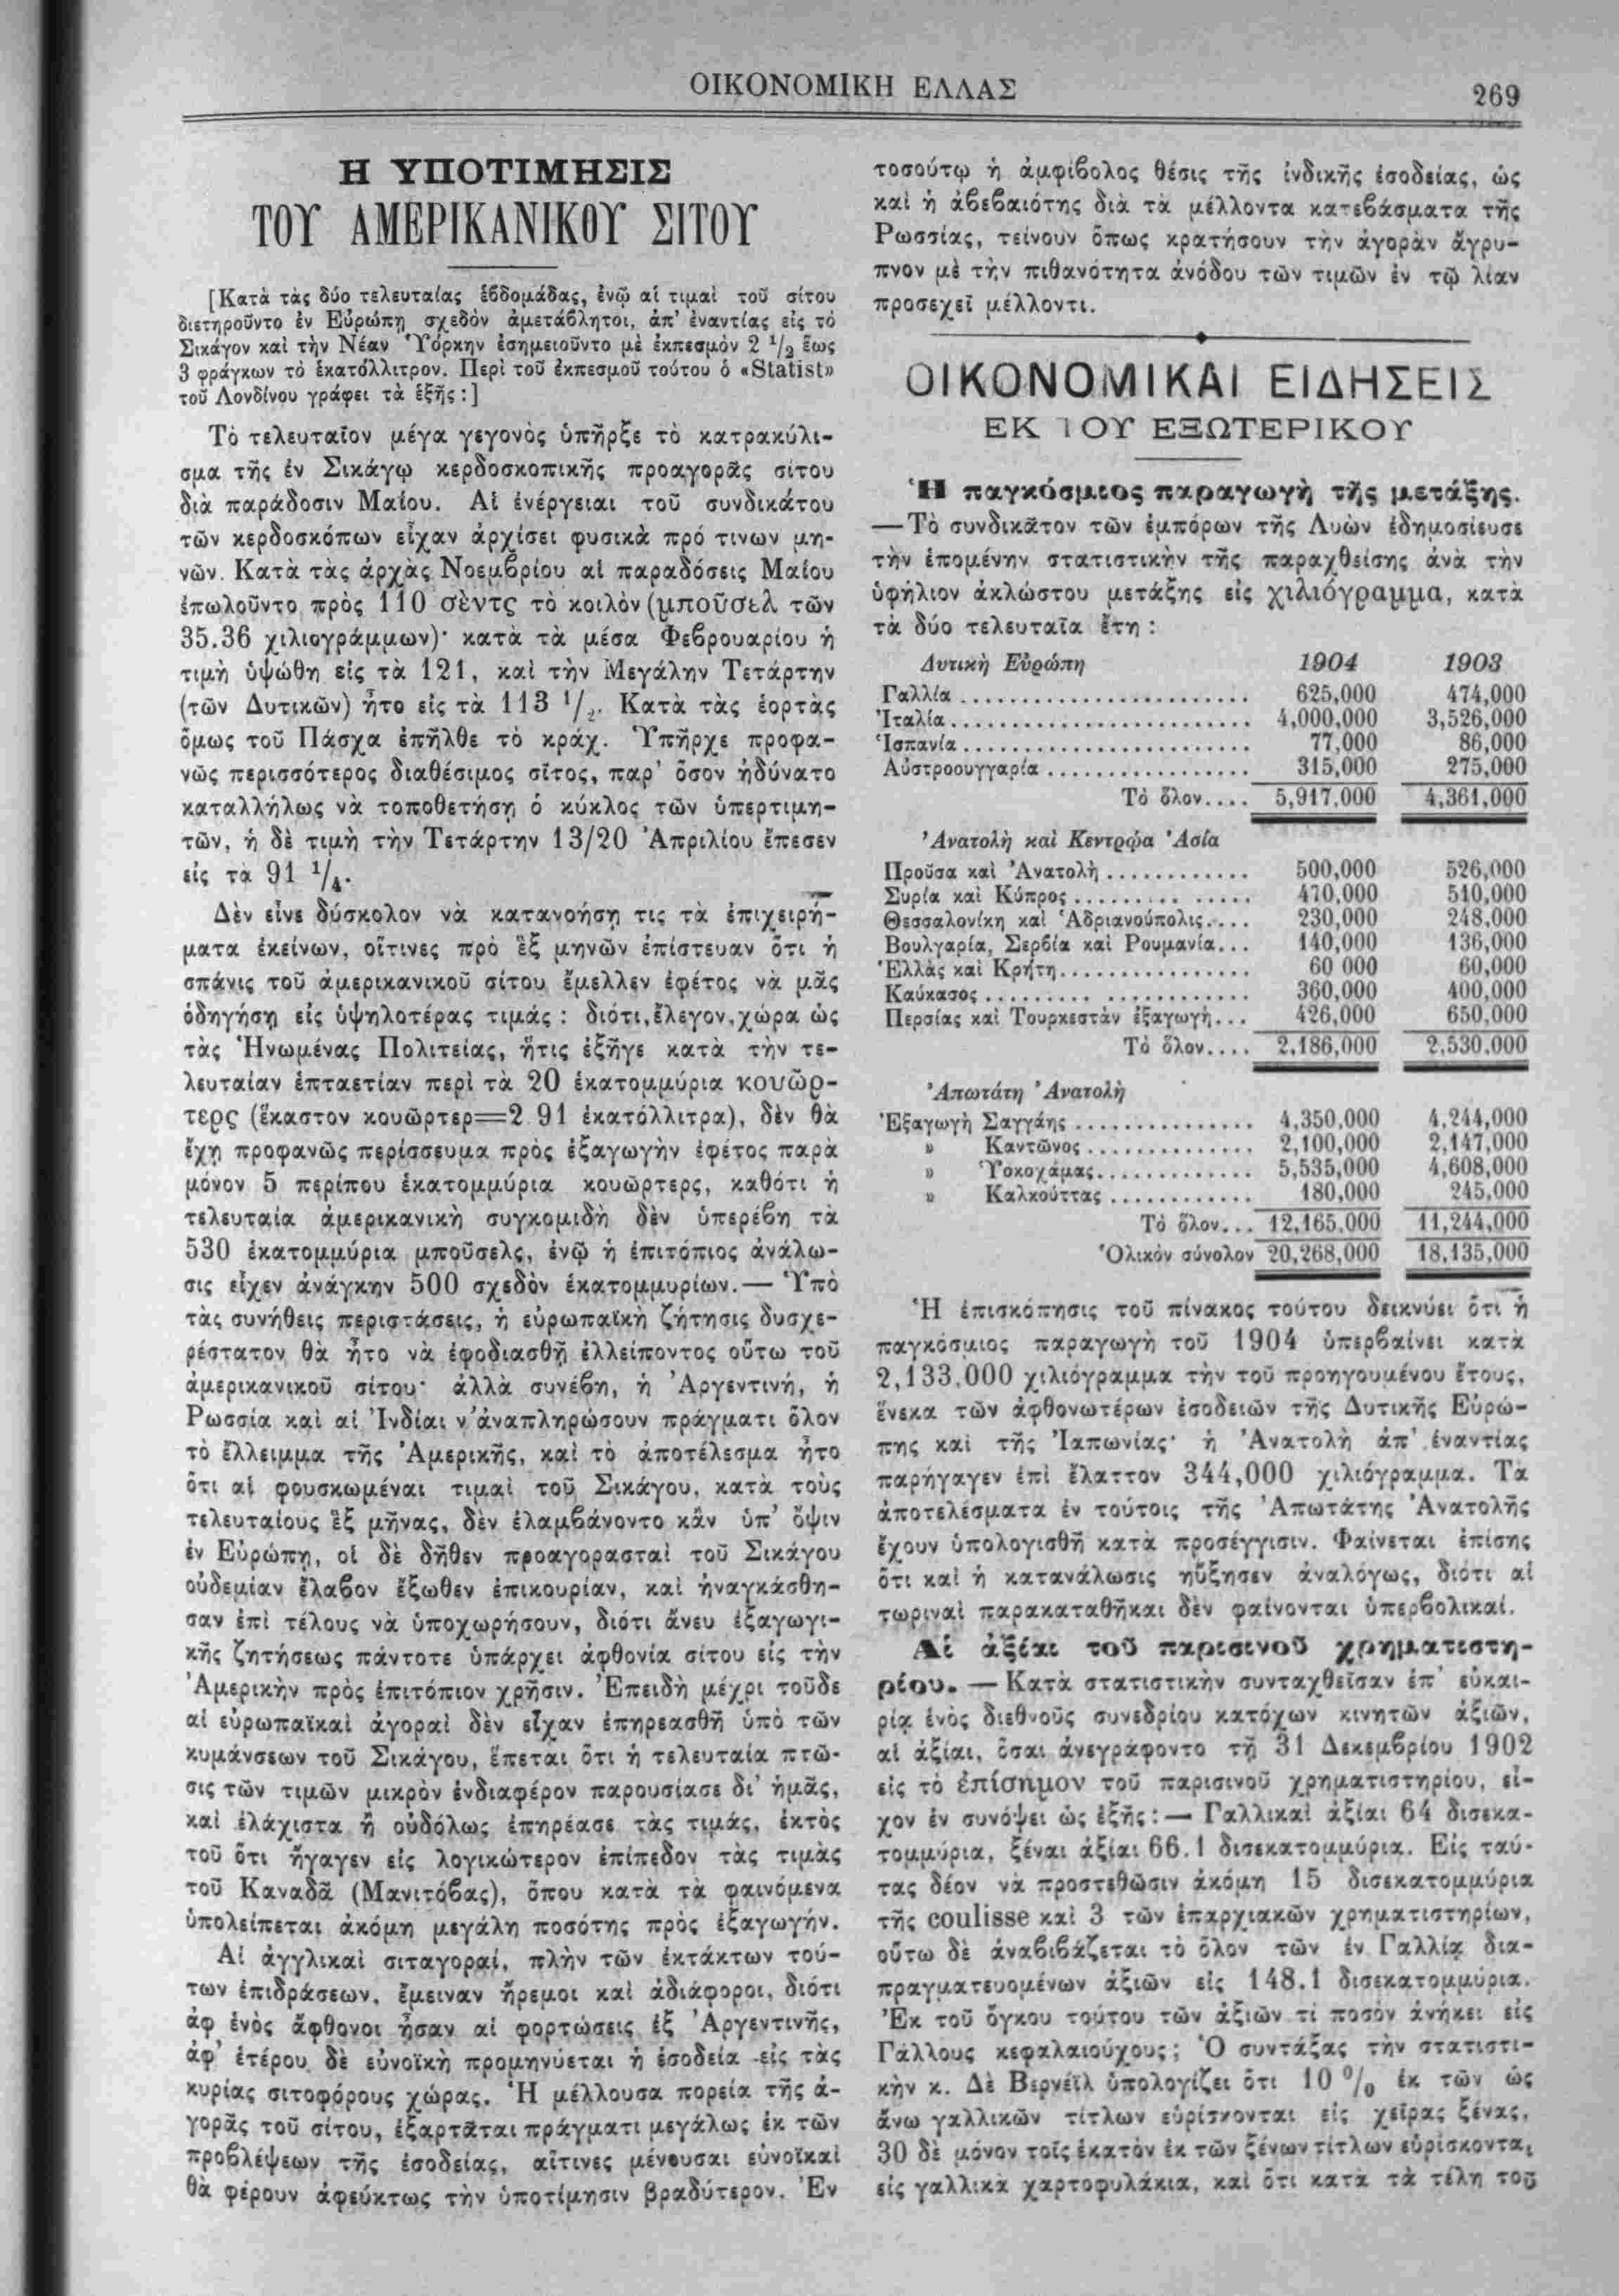 ΟΙΚΟΝΟΜΙΚΗ ΕΛΛΑΣ
269
Η ΥΠΟΤΙΜΗΣΙΣ
ΤΟΥ ΑΜΕΡΙΚΑΝΙΚΟΥ ΣΙΤΟΥ
[Κατὰ τὰς δύο τελευταίας ἑβδομάδας, ἐνῷ αἱ τιμαὶ τοῦ σίτου
διετηροῦντο ἐν Εὐρώπῃ σχεδὸν ἀμετάβλητοι, ἀπ' ἐναντίας εἰς τὸ
Σικάγον καὶ τὴν Νέαν Ὑόρκην ἐσημειοῦντο μὲ ἐκπεσμὸν 2 1/2 ἕως
3 φράγκων τὸ ἑκατόλλιτρον. Περὶ τοῦ ἐκπεσμοῦ τούτου ὁ «Statist»
τοῦ Λονδίνου γράφει τὰ ἑξῆς:]
Τὸ τελευταῖον μέγα γεγονὸς ὑπῆρξε τὸ κατρακύλι-
σμα τῆς ἐν Σικάγῳ κερδοσκοπικῆς προαγορᾶς σίτου
διὰ παράδοσιν Μαΐου. Αἱ ἐνέργειαι τοῦ συνδικάτου
τῶν κερδοσκόπων εἶχαν ἀρχίσει φυσικὰ πρό τινων μη-
νῶν. Κατὰ τὰς ἀρχὰς Νοεμβρίου αἱ παραδόσεις Μαΐου
ἐπωλοῦντο πρὸς 110 σὲντς τὸ κοιλὸν (μποῦσελ τῶν
35.36 χιλιογράμμων)· κατὰ τὰ μέσα Φεβρουαρίου ἡ
τιμὴ ὑψώθη εἰς τὰ 121, καὶ τὴν Μεγάλην Τετάρτην
(τῶν Δυτικῶν) ἦτο εἰς τὰ 113 1/2. Κατὰ τὰς ἑορτὰς
ὅμως τοῦ Πάσχα ἐπῆλθε τὸ κράχ. Ὑπῆρχε προφα-
νῶς περισσότερος διαθέσιμος σῖτος, παρ' ὅσον ἠδύνατο
καταλλήλως νὰ τοποθετήσῃ ὁ κύκλος τῶν ὑπερτιμη-
τῶν, ἡ δὲ τιμὴ τὴν Τετάρτην 13/20 Ἀπριλίου ἔπεσεν
εἰς τὰ 91 1/4.
Δὲν εἶνε δύσκολον νὰ κατανοήσῃ τις τὰ ἐπιχειρή-
ματα ἐκείνων, οἵτινες πρὸ ἓξ μηνῶν ἐπίστευαν ὅτι ἡ
σπάνις τοῦ ἀμερικανικοῦ σίτου ἔμελλεν ἐφέτος νὰ μᾶς
ὁδηγήσῃ εἰς ὑψηλοτέρας τιμάς : διότι, ἔλεγον, χώρα ὡς
τὰς Ἡνωμένας Πολιτείας, ἥτις ἐξῆγε κατὰ τὴν τε-
λευταίαν ἑπταετίαν περὶ τὰ 20 ἑκατομμύρια κουῶρ-
τερς (ἕκαστον κουῶρτερ=2 91 ἑκατόλλιτρα), δὲν θὰ
ἔχῃ προφανῶς περίσσευμα πρὸς ἐξαγωγὴν ἐφέτος παρὰ
μόνον 5 περίπου ἑκατομμύρια κουῶρτερς, καθότι ἡ
τελευταία ἀμερικανικὴ συγκομιδὴ δὲν ὑπερέβη τὰ
530 ἑκατομμύρια μποῦσελς, ἐνῷ ἡ ἐπιτόπιος ἀνάλω-
σις εἶχεν ἀνάγκην 500 σχεδὸν ἑκατομμυρίων.— Ὑπὸ
τὰς συνήθεις περιστάσεις, ἡ εὐρωπαϊκὴ ζήτησις δυσχε-
ρέστατον θὰ ἦτο νὰ ἐφοδιασθῇ ἐλλείποντος οὕτω τοῦ
ἀμερικανικοῦ σίτου· ἀλλὰ συνέβη, ἡ Ἀργεντινή, ἡ
Ρωσσία καὶ αἱ Ἰνδίαι ν'ἀναπληρώσουν πράγματι ὅλον
τὸ ἔλλειμμα τῆς Ἀμερικῆς, καὶ τὸ ἀποτέλεσμα ἦτο
ὅτι αἱ φουσκωμέναι τιμαὶ τοῦ Σικάγου, κατὰ τοὺς
τελευταίους ἓξ μῆνας, δὲν ἐλαμβάνοντο κἂν ὑπ' ὄψιν
ἐν Εὐρώπῃ, οἱ δὲ δῆθεν προαγορασταὶ τοῦ Σικάγου
οὐδεμίαν ἔλαβον ἔξωθεν ἐπικουρίαν, καὶ ἠναγκάσθη-
σαν ἐπὶ τέλους νὰ ὑποχωρήσουν, διότι ἄνευ ἐξαγωγι-
κῆς ζητήσεως πάντοτε ὑπάρχει ἀφθονία σίτου εἰς τὴν
Ἀμερικὴν πρὸς ἐπιτόπιον χρῆσιν. Ἐπειδὴ μέχρι τοῦδε
αἱ εὐρωπαϊκαὶ ἀγοραὶ δὲν εἶχαν ἐπηρεασθῆ ὑπὸ τῶν
κυμάνσεων τοῦ Σικάγου, ἕπεται ὅτι ἡ τελευταία πτῶ-
σις τῶν τιμῶν μικρὸν ἐνδιαφέρον παρουσίασε δι' ἡμᾶς,
καὶ ἐλάχιστα ἢ οὐδόλως ἐπηρέασε τὰς τιμάς, ἐκτὸς
τοῦ ὅτι ἤγαγεν εἰς λογικώτερον ἐπίπεδον τὰς τιμὰς
τοῦ Καναδᾶ (Μανιτόβας), ὅπου κατὰ τὰ φαινόμενα
ὑπολείπεται ἀκόμη μεγάλη ποσότης πρὸς ἐξαγωγήν.
Αἱ ἀγγλικαὶ σιταγοραί, πλὴν τῶν ἐκτάκτων τού-
των ἐπιδράσεων, ἔμειναν ἤρεμοι καὶ ἀδιάφοροι, διότι
ἀφ ἑνὸς ἄφθονοι ἦσαν αἱ φορτώσεις ἐξ Ἀργεντινῆς,
ἀφ' ἑτέρου δὲ εὐνοϊκὴ προμηνύεται ἡ ἐσοδεία εἰς τὰς
κυρίας σιτοφόρους χώρας. Ἡ μέλλουσα πορεία τῆς ἀ-
γορᾶς τοῦ σίτου, ἐξαρτᾶται πράγματι μεγάλως ἐκ τῶν
προβλέψεων τῆς ἐσοδείας, αἵτινες μένουσαι εὐνοϊκαὶ
θὰ φέρουν ἀφεύκτως τὴν ὑποτίμησιν βραδύτερον. Ἐν
τοσούτῳ ἡ ἀμφίβολος θέσις τῆς ἰνδικῆς ἐσοδείας, ὡς
καὶ ἡ ἀβεβαιότης διὰ τὰ μέλλοντα κατεβάσματα τῆς
Ρωσσίας, τείνουν ὅπως κρατήσουν τὴν ἀγορὰν ἄγρυ-
πνον μὲ τὴν πιθανότητα ἀνόδου τῶν τιμῶν ἐν τῷ λίαν
προσεχεῖ μέλλοντι.
ΟΙΚΟΝΟΜΙΚΑΙ ΕΙΔΗΣΕΙΣ
ΕΚ ΤΟΥ ΕΞΩΤΕΡΙΚΟΥ
Ἡ παγκόσμιος παραγωγὴ τῆς μετάξης.
—Τὸ συνδικᾶτον τῶν ἐμπόρων τῆς Λυὼν ἐδημοσίευσε
τὴν ἑπομένην στατιστικὴν τῆς παραχθείσης ἀνὰ τὴν
ὑφήλιον ἀκλώστου μετάξης εἰς χιλιόγραμμα, κατὰ
τὰ δύο τελευταῖα ἔτη :
Δυτικὴ Εὐρώπη 1904 1903
Γαλλία ........ 625,000 474,000
Ἰταλία ........ 4,000,000 3,526,000
Ἱσπανία ........ 77,000 86,000
Αὐστροουγγαρία ........ 315,000 275,000
Τὸ ὅλον.... 5,917,000 4,361,000
Ἀνατολὴ καὶ Κεντρῴα Ἀσία
Προῦσα καὶ Ἀνατολὴ ........ 500,000 526,000
Συρία καὶ Κύπρος ........ 470,000 510,000
Θεσσαλονίκη καὶ Ἀδριανούπολις.... 230,000 248,000
Βουλγαρία, Σερβία καὶ Ρουμανία... 140,000 136,000
Ἑλλὰς καὶ Κρήτη ........ 60 000 60,000
Καύκασος ........ 360,000 400,000
Περσίας καὶ Τουρκεστὰν ἐξαγωγὴ... 426,000 650,000
Τὸ ὅλον.... 2,186,000 2,530,000
Ἀπωτάτη Ἀνατολὴ
Ἐξαγωγὴ Σαγγάης ........ 4,350,000 4,244,000
» Καντῶνος ........ 2,100,000 2,147,000
» Ὑοκοχάμας ........ 5,535,000 4,608,000
» Καλκούττας ........ 180,000 245,000
Τὸ ὅλον... 12,165,000 11,244,000
Ὁλικὸν σύνολον 20,268,000 18,135,000
Ἡ ἐπισκόπησις τοῦ πίνακος τούτου δεικνύει ὅτι ἡ
παγκόσμιος παραγωγὴ τοῦ 1904 ὑπερβαίνει κατὰ
2,133,000 χιλιόγραμμα τὴν τοῦ προηγουμένου ἔτους,
ἕνεκα τῶν ἀφθονωτέρων ἐσοδειῶν τῆς Δυτικῆς Εὐρώ-
πης καὶ τῆς Ἰαπωνίας· ἡ Ἀνατολὴ ἀπ' ἐναντίας
παρήγαγεν ἐπὶ ἔλαττον 344,000 χιλιόγραμμα. Τὰ
ἀποτελέσματα ἐν τούτοις τῆς Ἀπωτάτης Ἀνατολῆς
ἔχουν ὑπολογισθῆ κατὰ προσέγγισιν. Φαίνεται ἐπίσης
ὅτι καὶ ἡ κατανάλωσις ηὔξησεν ἀναλόγως, διότι αἱ
τωριναὶ παρακαταθῆκαι δὲν φαίνονται ὑπερβολικαί.
Αἱ ἀξίαι τοῦ παρισινοῦ χρηματιστη-
ρίου. — Κατὰ στατιστικὴν συνταχθεῖσαν ἐπ' εὐκαι-
ρίᾳ ἑνὸς διεθνοῦς συνεδρίου κατόχων κινητῶν ἀξιῶν,
αἱ ἀξίαι, ὅσαι ἀνεγράφοντο τῇ 31 Δεκεμβρίου 1902
εἰς τὸ ἐπίσημον τοῦ παρισινοῦ χρηματιστηρίου, εἶ-
χον ἐν συνόψει ὡς ἑξῆς : — Γαλλικαὶ ἀξίαι 64 δισεκα-
τομμύρια, ξέναι ἀξίαι 66.1 δισεκατομμύρια. Εἰς ταύ-
τας δέον νὰ προστεθῶσιν ἀκόμη 15 δισεκατομμύρια
τῆς coulisse καὶ 3 τῶν ἐπαρχιακῶν χρηματιστηρίων,
οὕτω δὲ ἀναβιβάζεται τὸ ὅλον τῶν ἐν Γαλλίᾳ δια-
πραγματευομένων ἀξιῶν εἰς 148.1 δισεκατομμύρια.
Ἐκ τοῦ ὄγκου τούτου τῶν ἀξιῶν τί ποσὸν ἀνήκει εἰς
Γάλλους κεφαλαιούχους; Ὁ συντάξας τὴν στατιστι-
κὴν κ. Δὲ Βερνέϊλ ὑπολογίζει ὅτι 10 % ἐκ τῶν ὡς
ἄνω γαλλικῶν τίτλων εὑρίσκονται εἰς χεῖρας ξένας,
30 δὲ μόνον τοῖς ἑκατὸν ἐκ τῶν ξένων τίτλων εὑρίσκονται
εἰς γαλλικὰ χαρτοφυλάκια, καὶ ὅτι κατὰ τὰ τέλη τοῦ